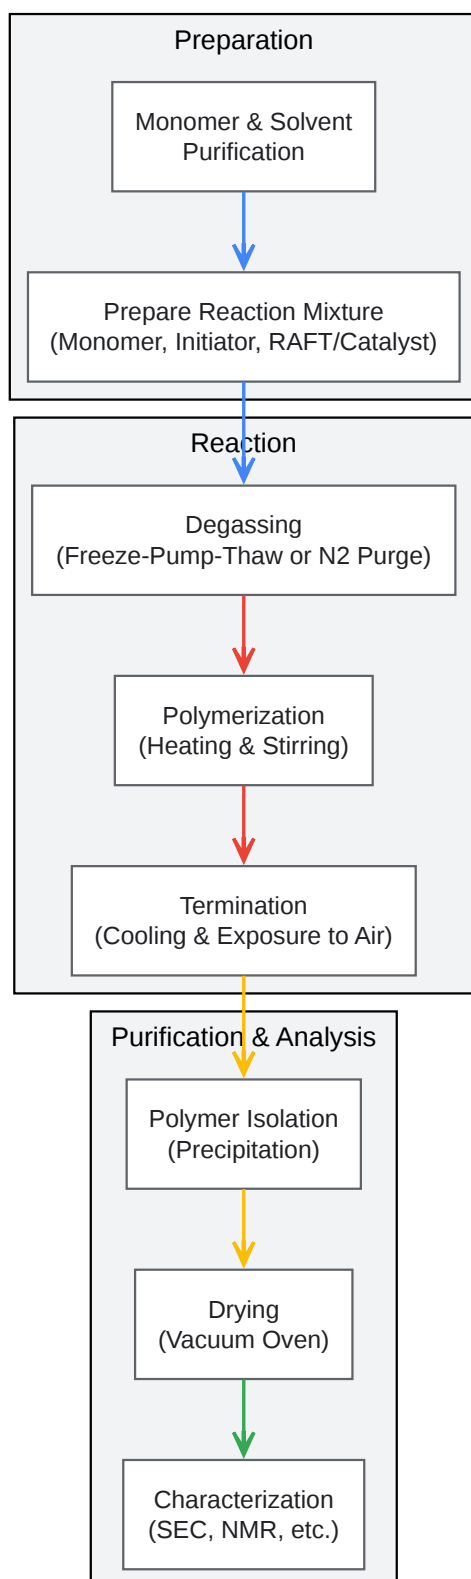 Preparation
Monomer & Solvent
Purification
Prepare Reaction Mixture
(Monomer, Initiator, RAFT/Catalyst)
Reaction
Degassing
(Freeze-Pump-Thaw or N2 Purge)
Polymerization
(Heating & Stirring)
Termination
(Cooling & Exposure to Air)
Purification & Analysis
Polymer Isolation
(Precipitation)
Drying
(Vacuum Oven)
Characterization
(SEC, NMR, etc.)